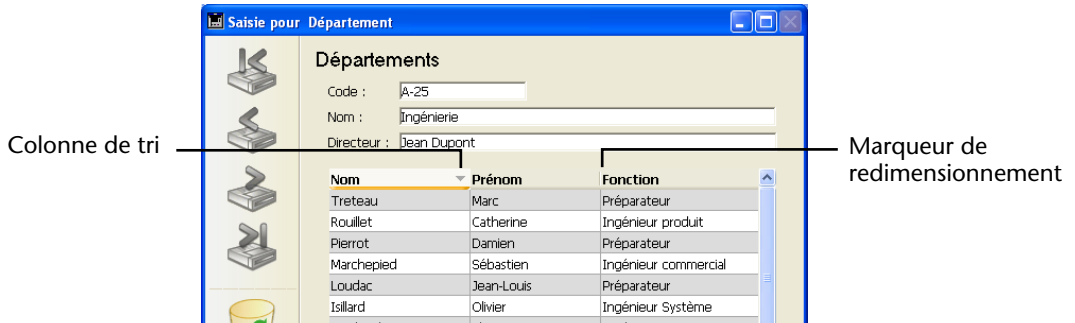 Saisie pour Département
Départements
Code : A-25
Nom : Ingénierie
Directeur : Jean Dupont
Colonne de tri
Marqueur de
redimensionnement
Nom Prénom Fonction
Treteau Marc Préparateur
Rouillet Catherine Ingénieur produit
Pierrot Damien Préparateur
Marchepied Sébastien Ingénieur commercial
Loudac Jean-Louis Préparateur
Isillard Olivier Ingénieur Système